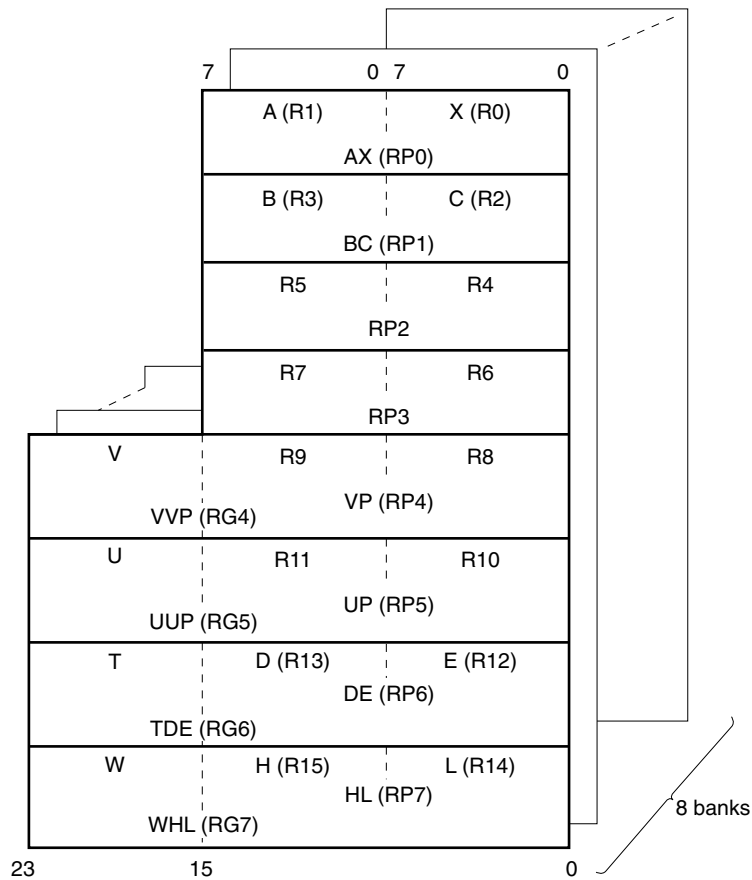 7 0 7 0
A (R1) X (R0)
AX (RP0)
B (R3) C (R2)
BC (RP1)
R5 R4
RP2
R7 R6
RP3
V R9 R8
VP (RP4)
VVP (RG4)
U R11 R10
UP (RP5)
UUP (RG5)
T D (R13) E (R12)
DE (RP6)
TDE (RG6)
W H (R15) L (R14)
HL (RP7)
8 banks
WHL (RG7)
23 15 0